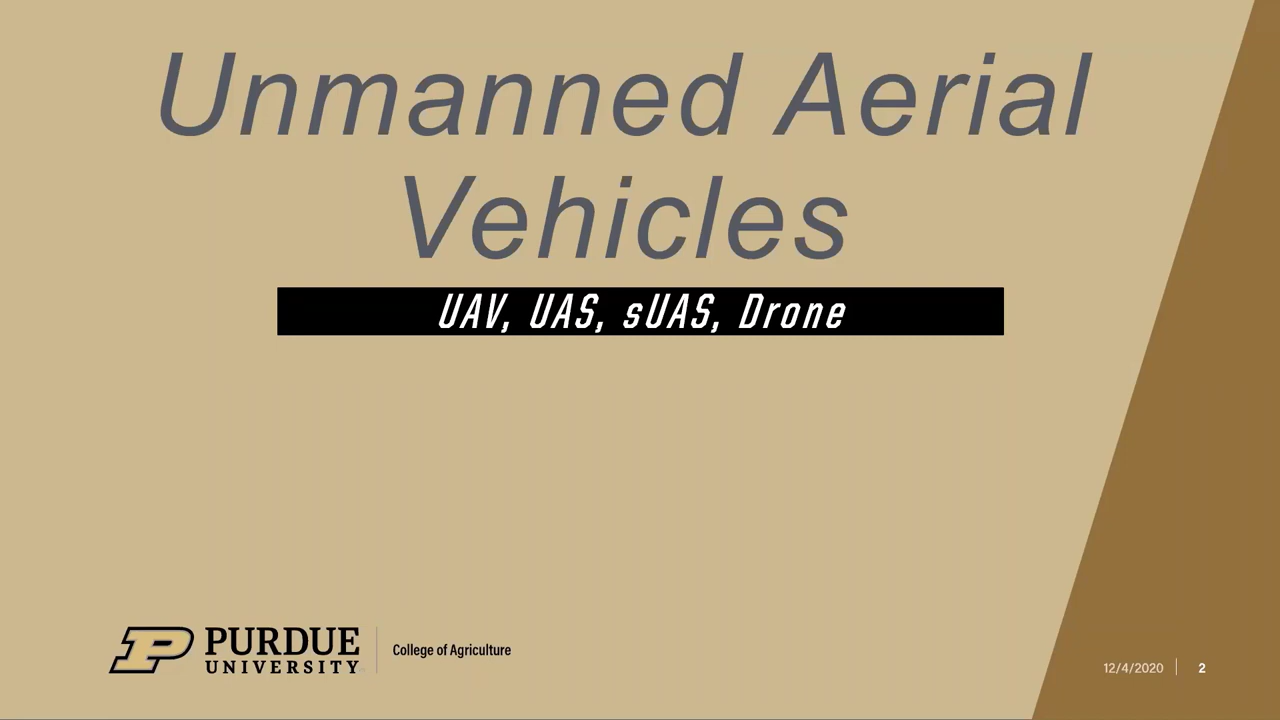 Unmanned Aerial
Vehicles
UAV, UAS, sUAS, Drone
P PURDUE
UNIVERSITY
College of Agriculture
12/4/2020 | 2